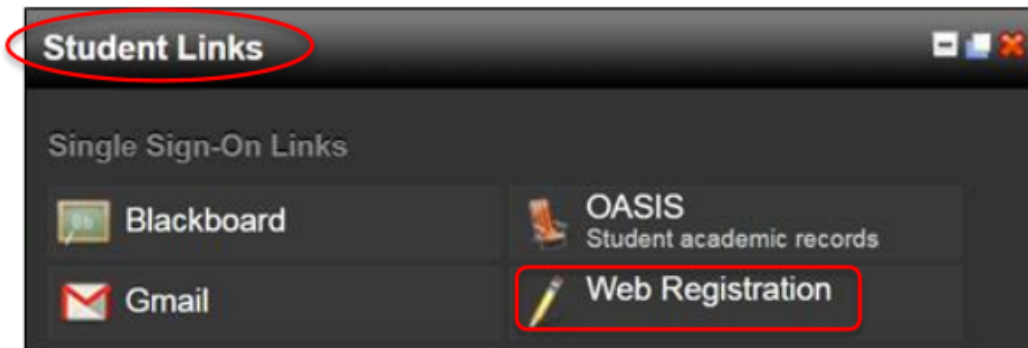 Student Links
Single Sign-On Links
Blackboard
OASIS
Student academic records
Gmail
Web Registration